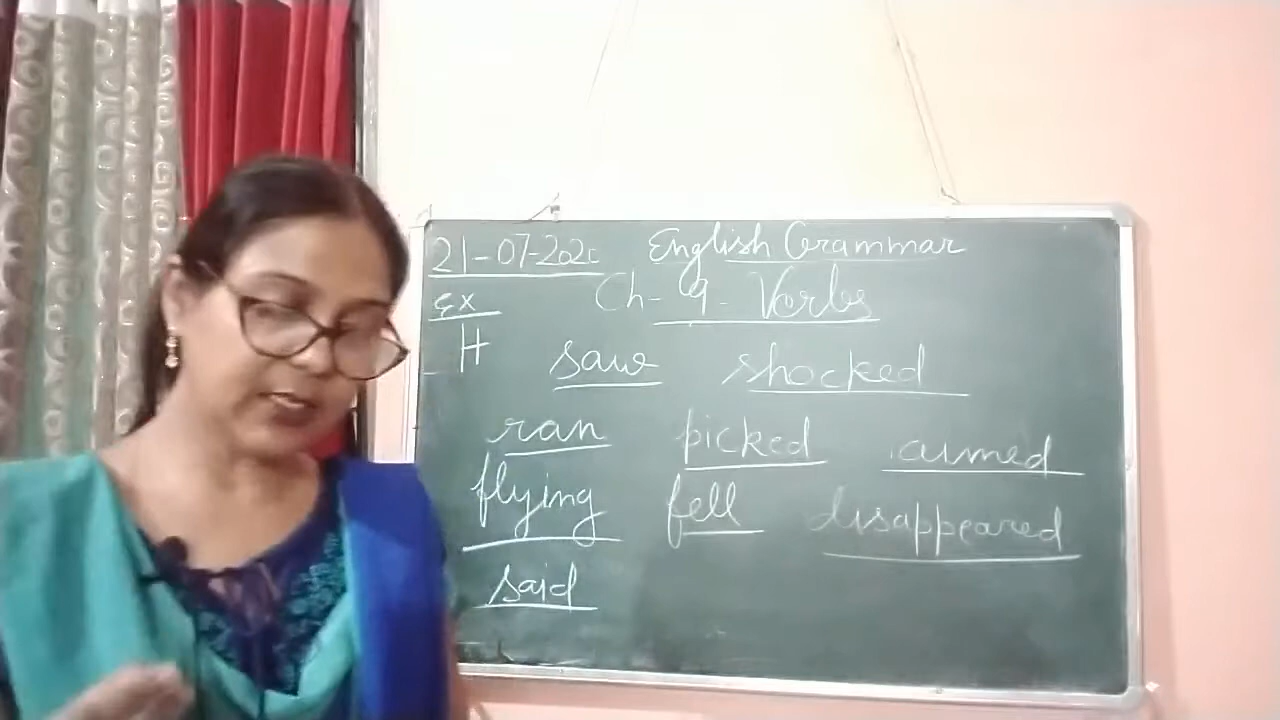 21-07-2020 English Grammar
Ex Ch- 9- Verbs
H saw shocked
ran picked aimed
flying fell disappeared
said